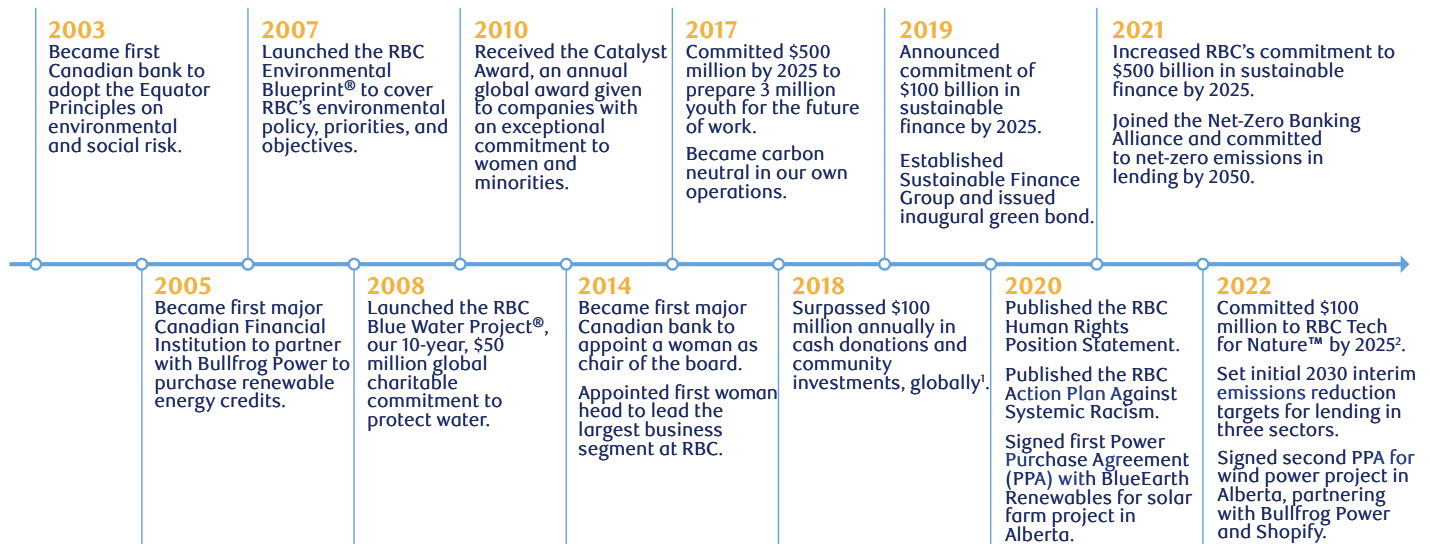 2003
Became first
Canadian bank to
adopt the Equator
Principles on
environmental
and social risk.
2007
Launched the RBC
Environmental
Blueprint® to cover
RBC's environmental
policy, priorities, and
objectives.
2010
Received the Catalyst
Award, an annual
global award given
to companies with
an exceptional
commitment to
women and
minorities.
2017
Committed $500
million by 2025 to
prepare 3 million
youth for the future
of work.
Became carbon
neutral in our own
operations.
2019
Announced
commitment of
$100 billion in
sustainable
finance by 2025.
Established
Sustainable Finance
Group and issued
inaugural green bond.
2021
Increased RBC's commitment to
$500 billion in sustainable
finance by 2025.
Joined the Net-Zero Banking
Alliance and committed
to net-zero emissions in
lending by 2050.
2005
Became first major
Canadian Financial
Institution to partner
with Bullfrog Power to
purchase renewable
energy credits.
2008
Launched the RBC
Blue Water Project®,
our 10-year, $50
million global
charitable
commitment to
protect water.
2014
Became first major
Canadian bank to
appoint a woman as
chair of the board.
Appointed first woman
head to lead the
largest business
segment at RBC.
2018
Surpassed $100
million annually in
cash donations and
community
investments, globally¹.
2020
Published the RBC
Human Rights
Position Statement.
Published the RBC
Action Plan Against
Systemic Racism.
Signed first Power
Purchase Agreement
(PPA) with BlueEarth
Renewables for solar
farm project in
Alberta.
2022
Committed $100
million to RBC Tech
for Nature™ by 2025².
Set initial 2030 interim
emissions reduction
targets for lending in
three sectors.
Signed second PPA for
wind power project in
Alberta, partnering
with Bullfrog Power
and Shopify.